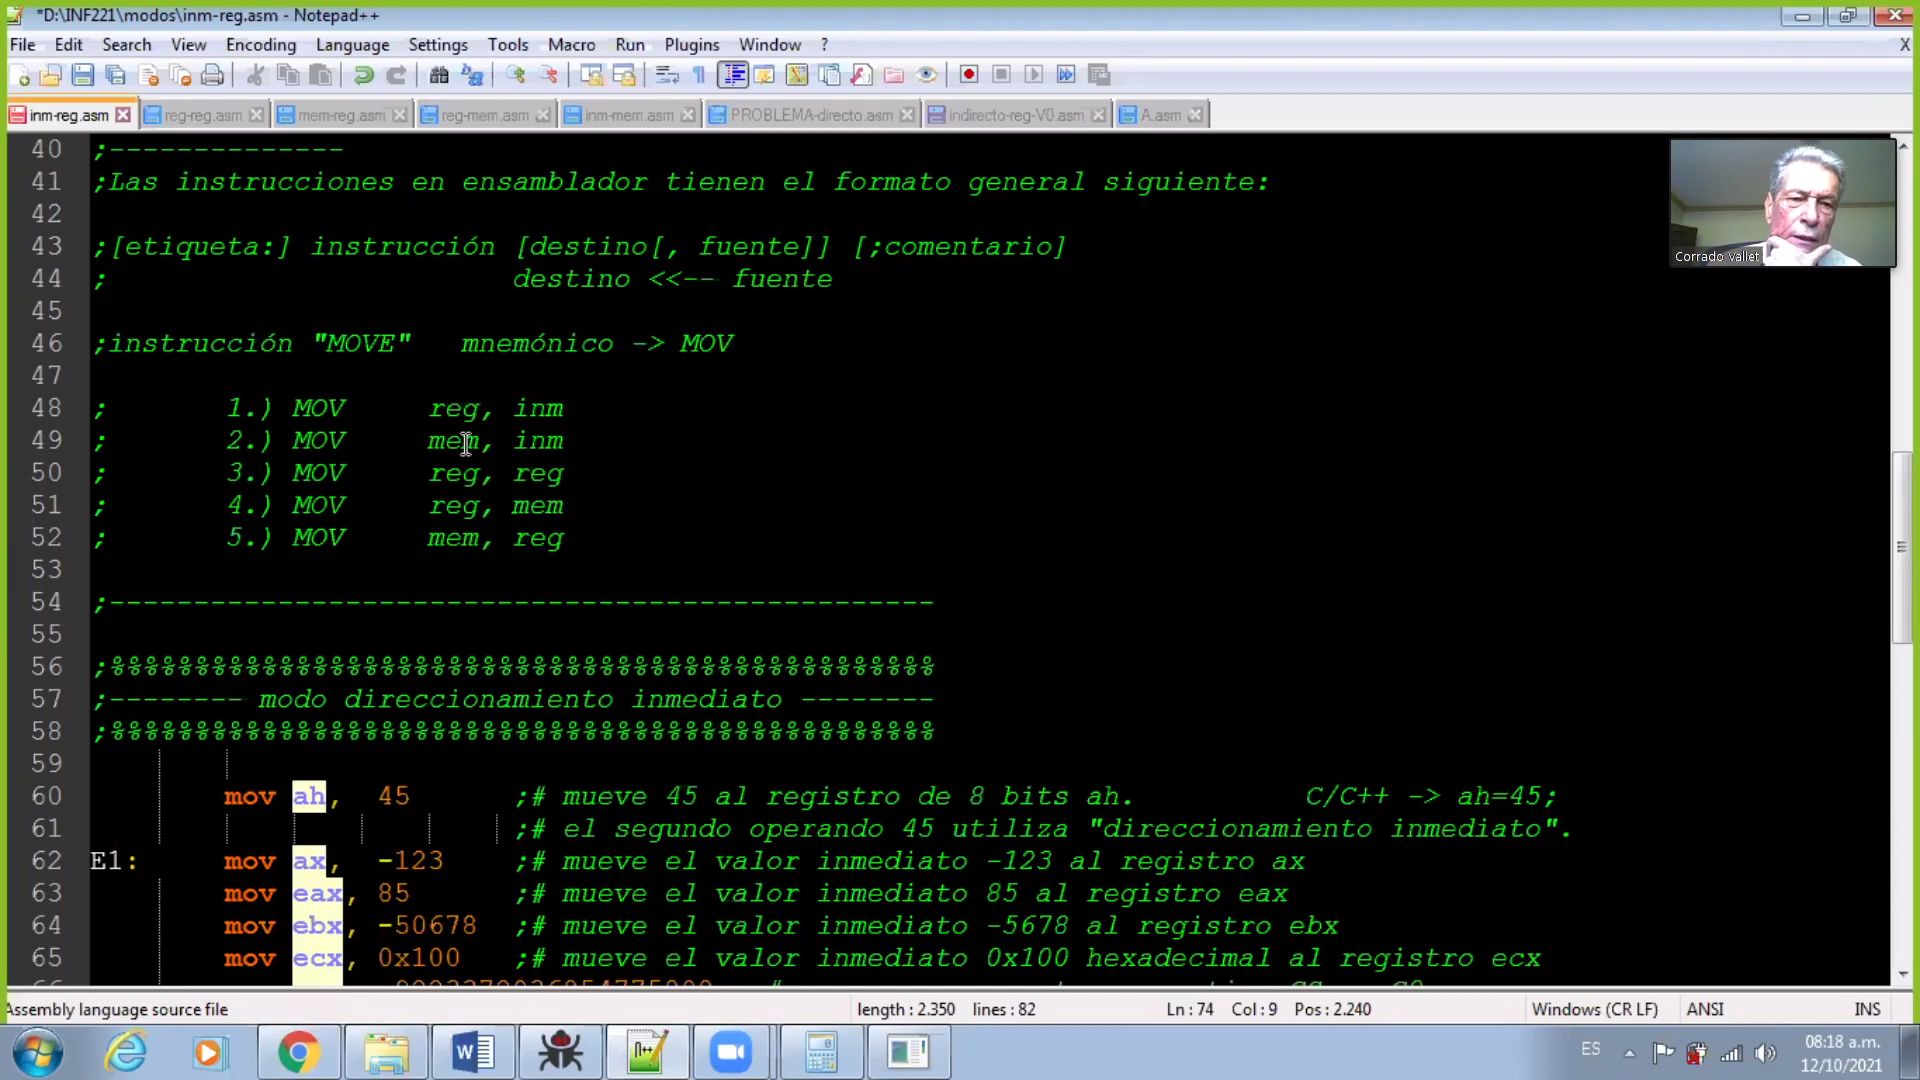 *D:\INF221\modos\inm-reg.asm - Notepad++
File Edit Search View Encoding Language Settings Tools Macro Run Plugins Window ? X
inm-reg.asm reg-reg.asm mem-reg.asm reg-mem.asm inm-mem.asm PROBLEMA-directo.asm indirecto-reg-V0.asm A.asm
40 ;--------------
41 ;Las instrucciones en ensamblador tienen el formato general siguiente:
42
43 ;[etiqueta:] instrucción [destino[, fuente]] [;comentario]
44 ; destino <<-- fuente
45
46 ;instrucción "MOVE" mnemónico -> MOV
47
48 ; 1.) MOV reg, inm
49 ; 2.) MOV mem, inm
50 ; 3.) MOV reg, reg
51 ; 4.) MOV reg, mem
52 ; 5.) MOV mem, reg
53
54 ;-------------------------------------------------
55
56 ;%%%%%%%%%%%%%%%%%%%%%%%%%%%%%%%%%%%%%%%%%%%%%%%%%
57 ;-------- modo direccionamiento inmediato --------
58 ;%%%%%%%%%%%%%%%%%%%%%%%%%%%%%%%%%%%%%%%%%%%%%%%%%
59
60 mov ah, 45 ;# mueve 45 al registro de 8 bits ah. C/C++ -> ah=45;
61 ;# el segundo operando 45 utiliza "direccionamiento inmediato".
62 E1: mov ax, -123 ;# mueve el valor inmediato -123 al registro ax
63 mov eax, 85 ;# mueve el valor inmediato 85 al registro eax
64 mov ebx, -50678 ;# mueve el valor inmediato -5678 al registro ebx
65 mov ecx, 0x100 ;# mueve el valor inmediato 0x100 hexadecimal al registro ecx
Corrado Vallet
Assembly language source file length : 2.350 lines : 82 Ln : 74 Col : 9 Pos : 2.240 Windows (CR LF) ANSI INS
ES 08:18 a.m.
12/10/2021